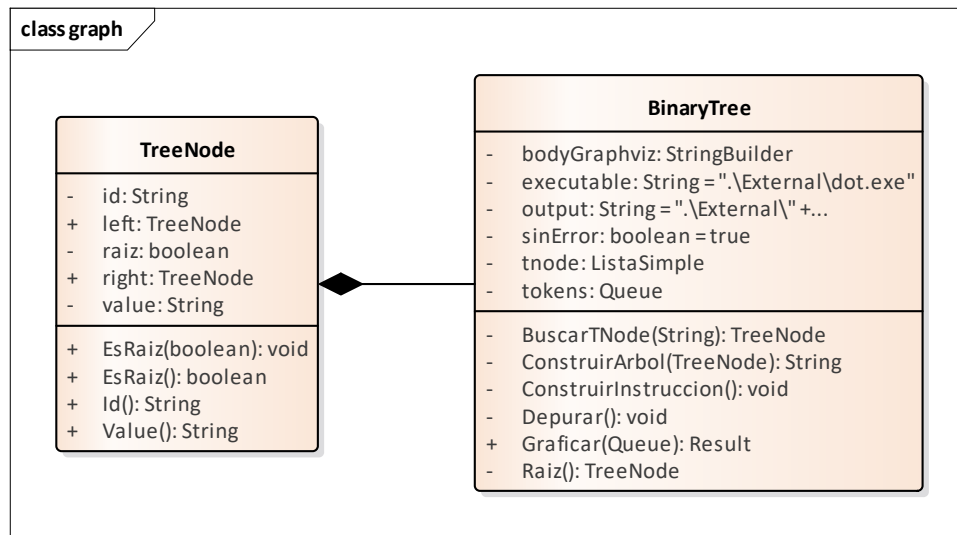 class graph
TreeNode
- id: String
+ left: TreeNode
- raiz: boolean
+ right: TreeNode
- value: String
+ EsRaiz(boolean): void
+ EsRaiz(): boolean
+ Id(): String
+ Value(): String
BinaryTree
- bodyGraphviz: StringBuilder
- executable: String = ".\External\dot.exe"
- output: String = ".\External\" +...
- sinError: boolean = true
- tnode: ListaSimple
- tokens: Queue
- BuscarTNode(String): TreeNode
- ConstruirArbol(TreeNode): String
- ConstruirInstruccion(): void
- Depurar(): void
+ Graficar(Queue): Result
- Raiz(): TreeNode